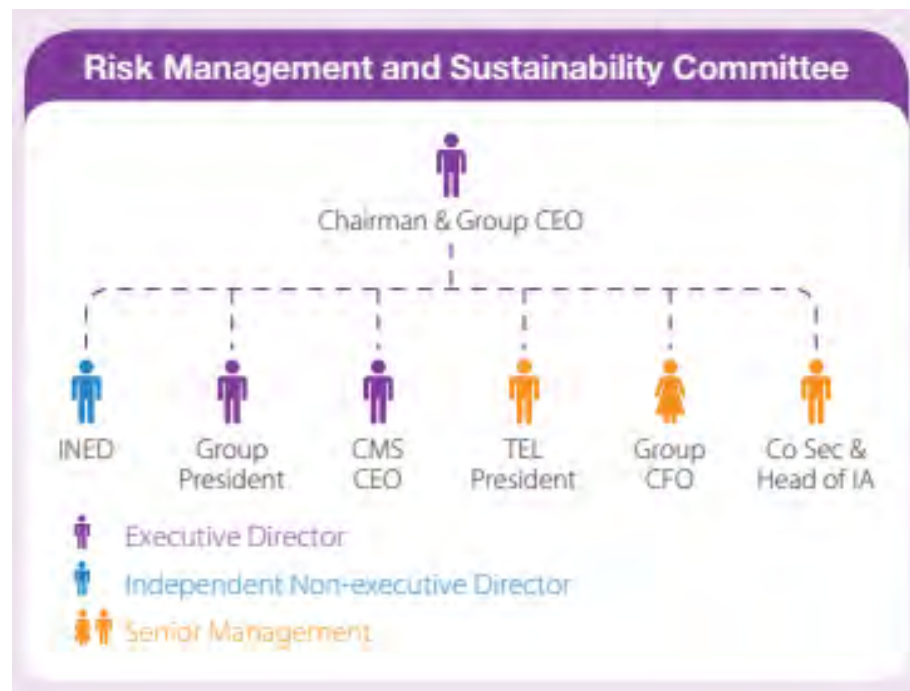 Risk Management and Sustainability Committee
Chairman & Group CEO
INED
Group
President
CMS
CEO
TEL
President
Group
CFO
Co Sec &
Head of IA
Executive Director
Independent Non-executive Director
Senior Management